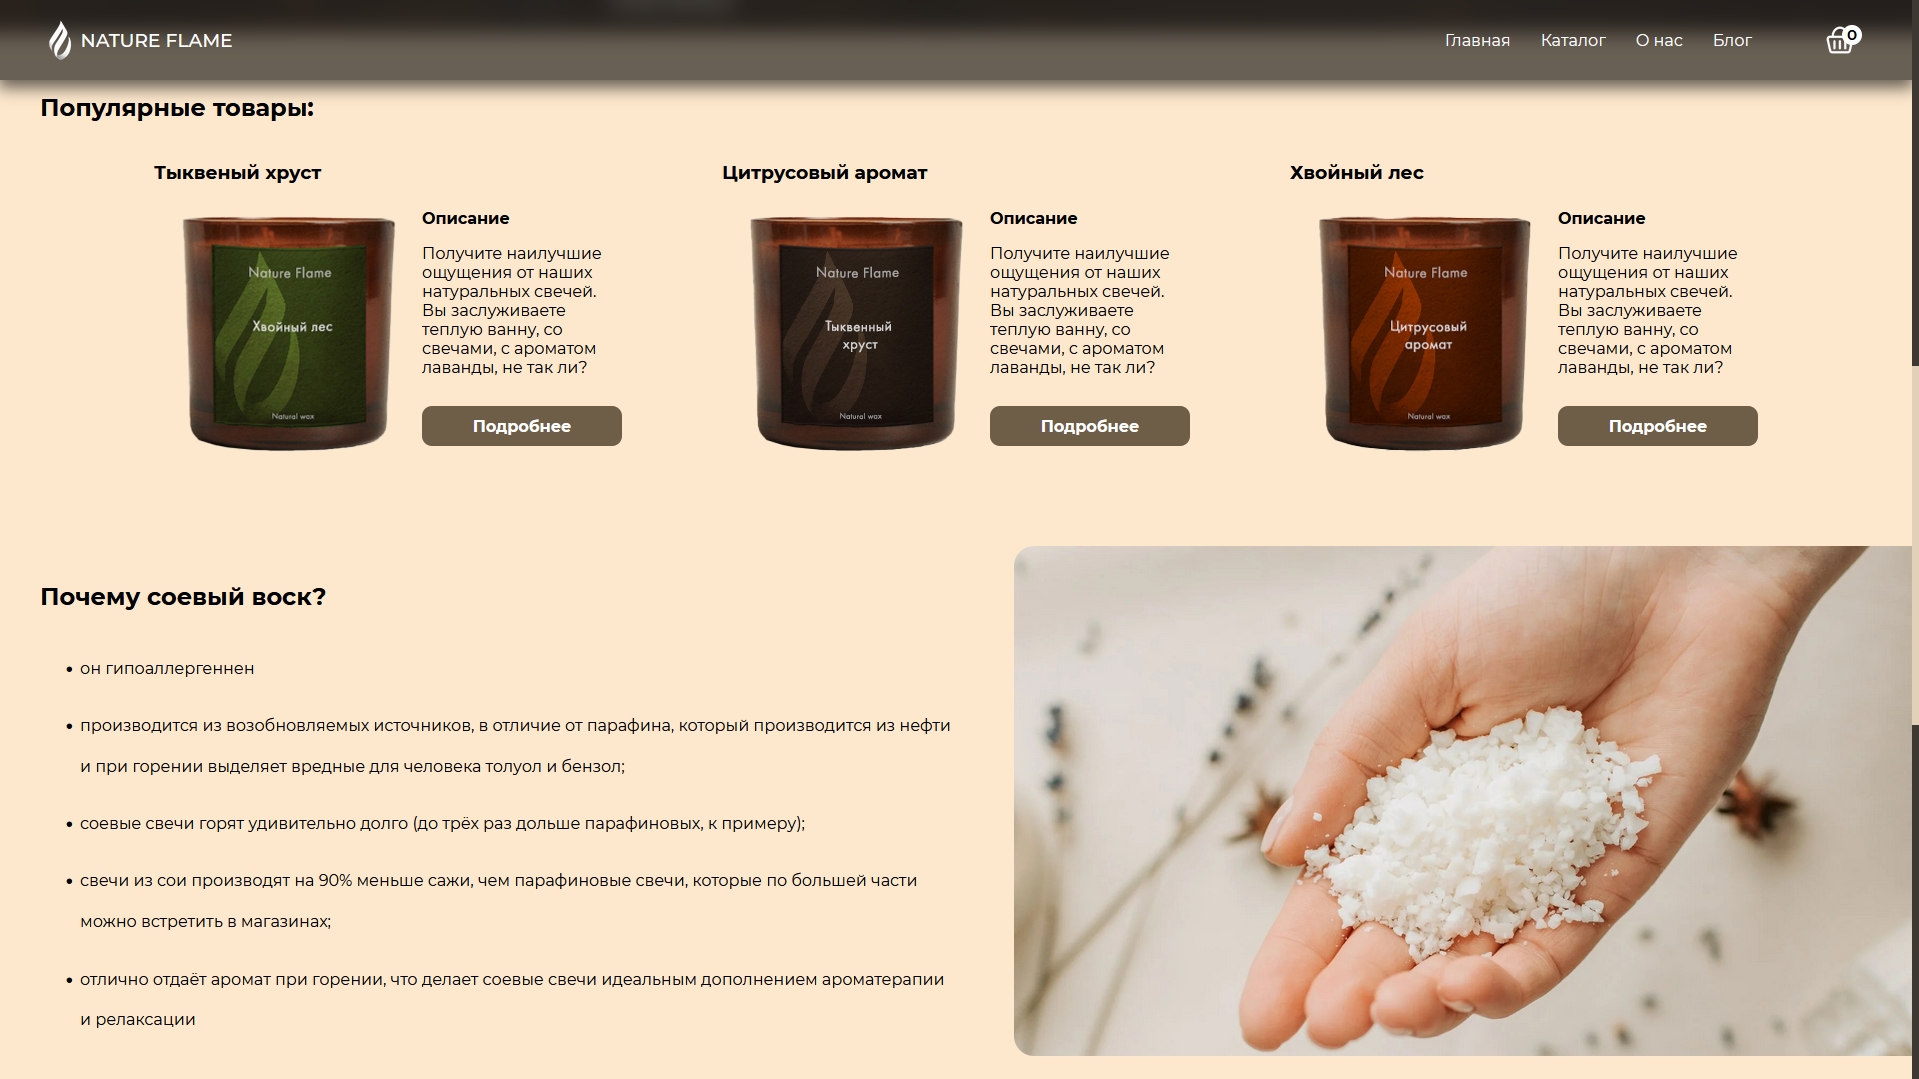 NATURE FLAME
Главная Каталог О нас Блог 0
Популярные товары:
Тыквеный хруст
Nature Flame
Хвойный лес
Natural wax
Описание
Получите наилучшие
ощущения от наших
натуральных свечей.
Вы заслуживаете
теплую ванну, со
свечами, с ароматом
лаванды, не так ли?
Подробнее
Цитрусовый аромат
Nature Flame
Тыквенный
хруст
Natural wax
Описание
Получите наилучшие
ощущения от наших
натуральных свечей.
Вы заслуживаете
теплую ванну, со
свечами, с ароматом
лаванды, не так ли?
Подробнее
Хвойный лес
Nature Flame
Цитрусовый
аромат
Natural wax
Описание
Получите наилучшие
ощущения от наших
натуральных свечей.
Вы заслуживаете
теплую ванну, со
свечами, с ароматом
лаванды, не так ли?
Подробнее
Почему соевый воск?
• он гипоаллергеннен
• производится из возобновляемых источников, в отличие от парафина, который производится из нефти
и при горении выделяет вредные для человека толуол и бензол;
• соевые свечи горят удивительно долго (до трёх раз дольше парафиновых, к примеру);
• свечи из сои производят на 90% меньше сажи, чем парафиновые свечи, которые по большей части
можно встретить в магазинах;
• отлично отдаёт аромат при горении, что делает соевые свечи идеальным дополнением ароматерапии
и релаксации